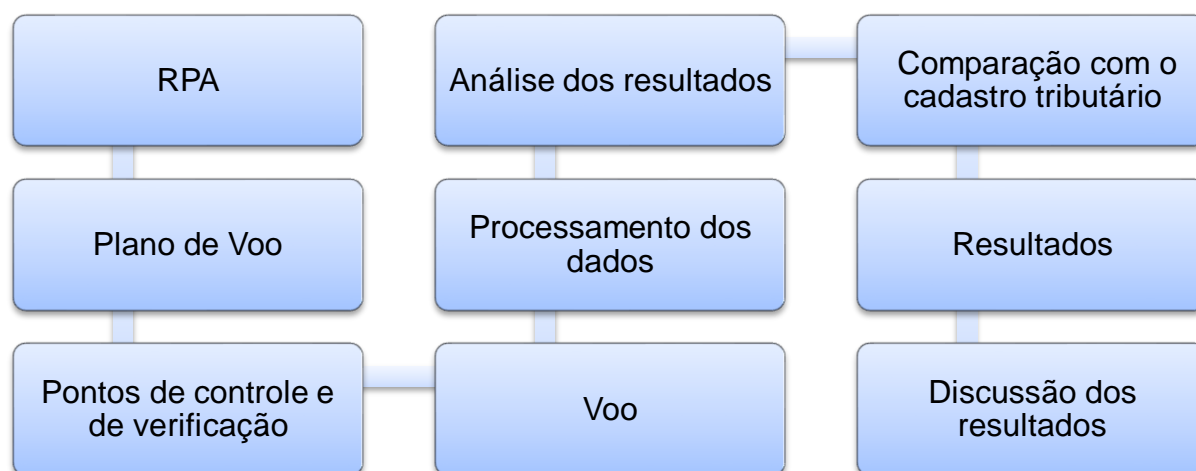 RPA
Plano de Voo
Pontos de controle e
de verificação
Voo
Processamento dos
dados
Análise dos resultados
Comparação com o
cadastro tributário
Resultados
Discussão dos
resultados